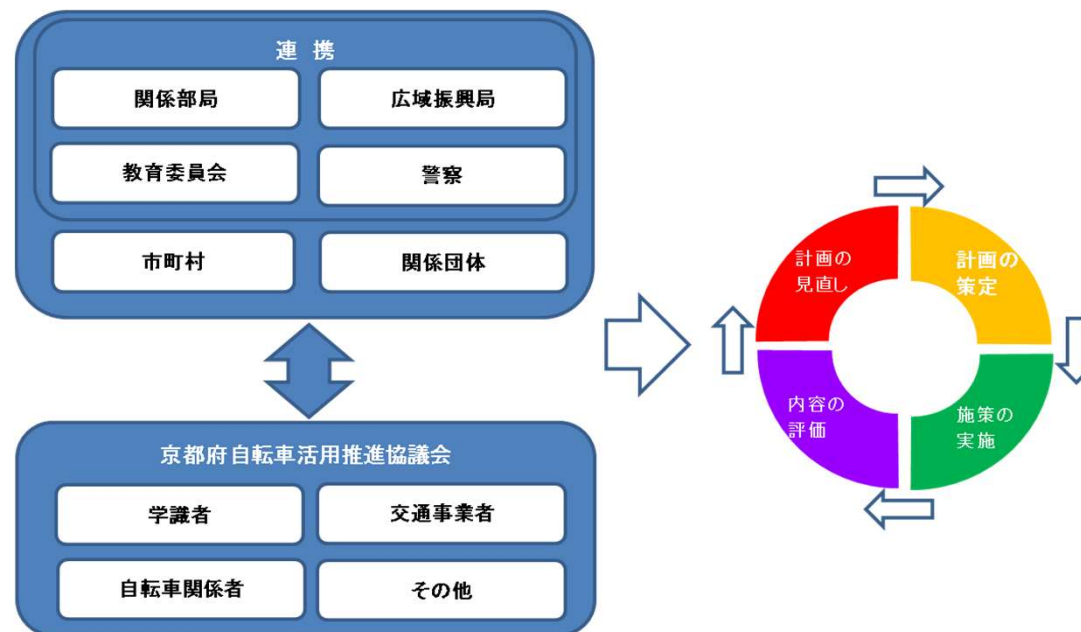 連 携
関係部局
広域振興局
教育委員会
警察
市町村
関係団体
京都府自転車活用推進協議会
学識者
交通事業者
自転車関係者
その他
計画の
見直し
計画の
策定
内容の
評価
施策の
実施